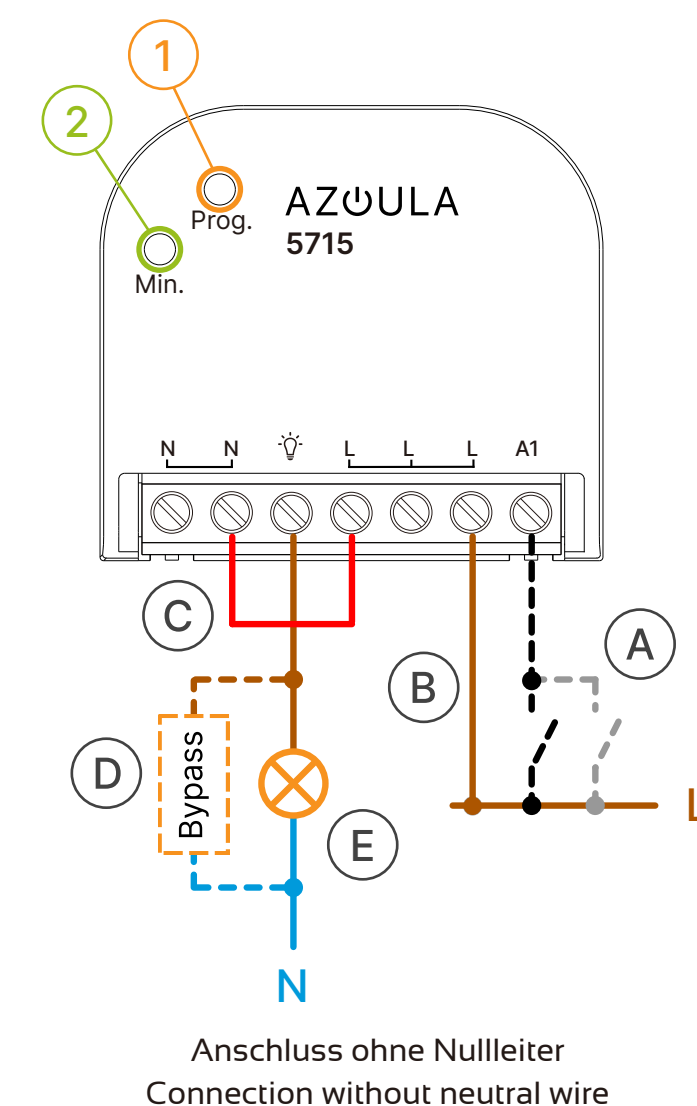 1
2
AZOULA
5715
Prog.
Min.
N N L L L A1
C
A
B
D
Bypass
E
L
N
Anschluss ohne Nullleiter
Connection without neutral wire